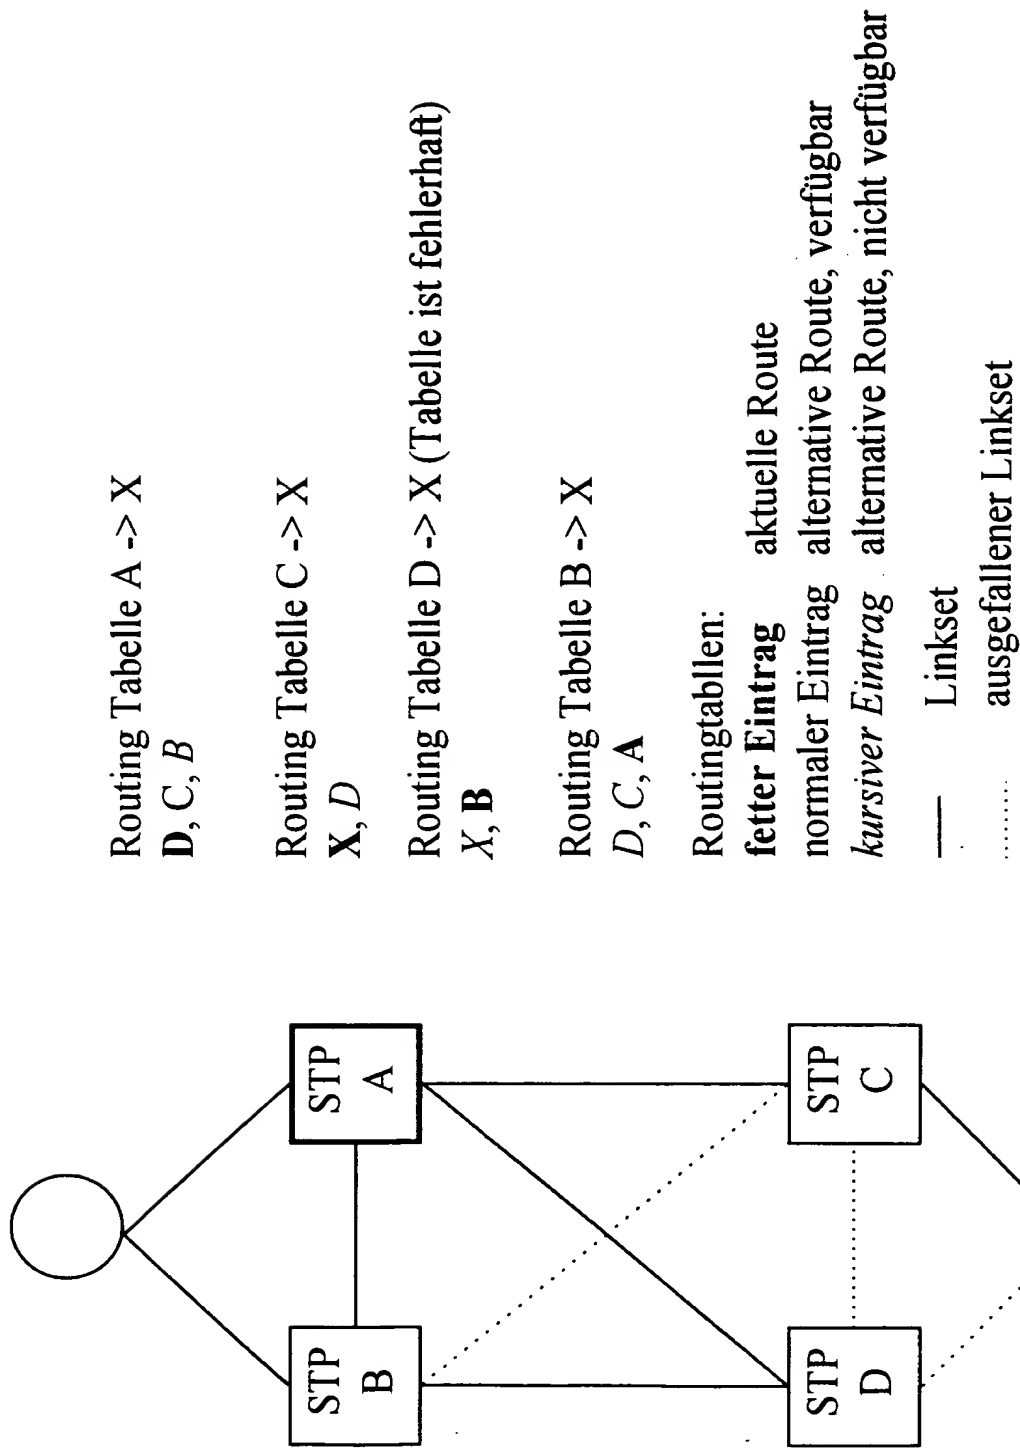 Routing Tabelle A -> X
D, C, B
Routing Tabelle C -> X
X, D
Routing Tabelle D -> X (Tabelle ist fehlerhaft)
X, B
Routing Tabelle B -> X
D, C, A
Routingtabllen:
fetter Eintrag aktuelle Route
normaler Eintrag alternative Route, verfügbar
kursiver Eintrag alternative Route, nicht verfügbar
Linkset
ausgefallener Linkset
STP
B
STP
A
STP
D
STP
C